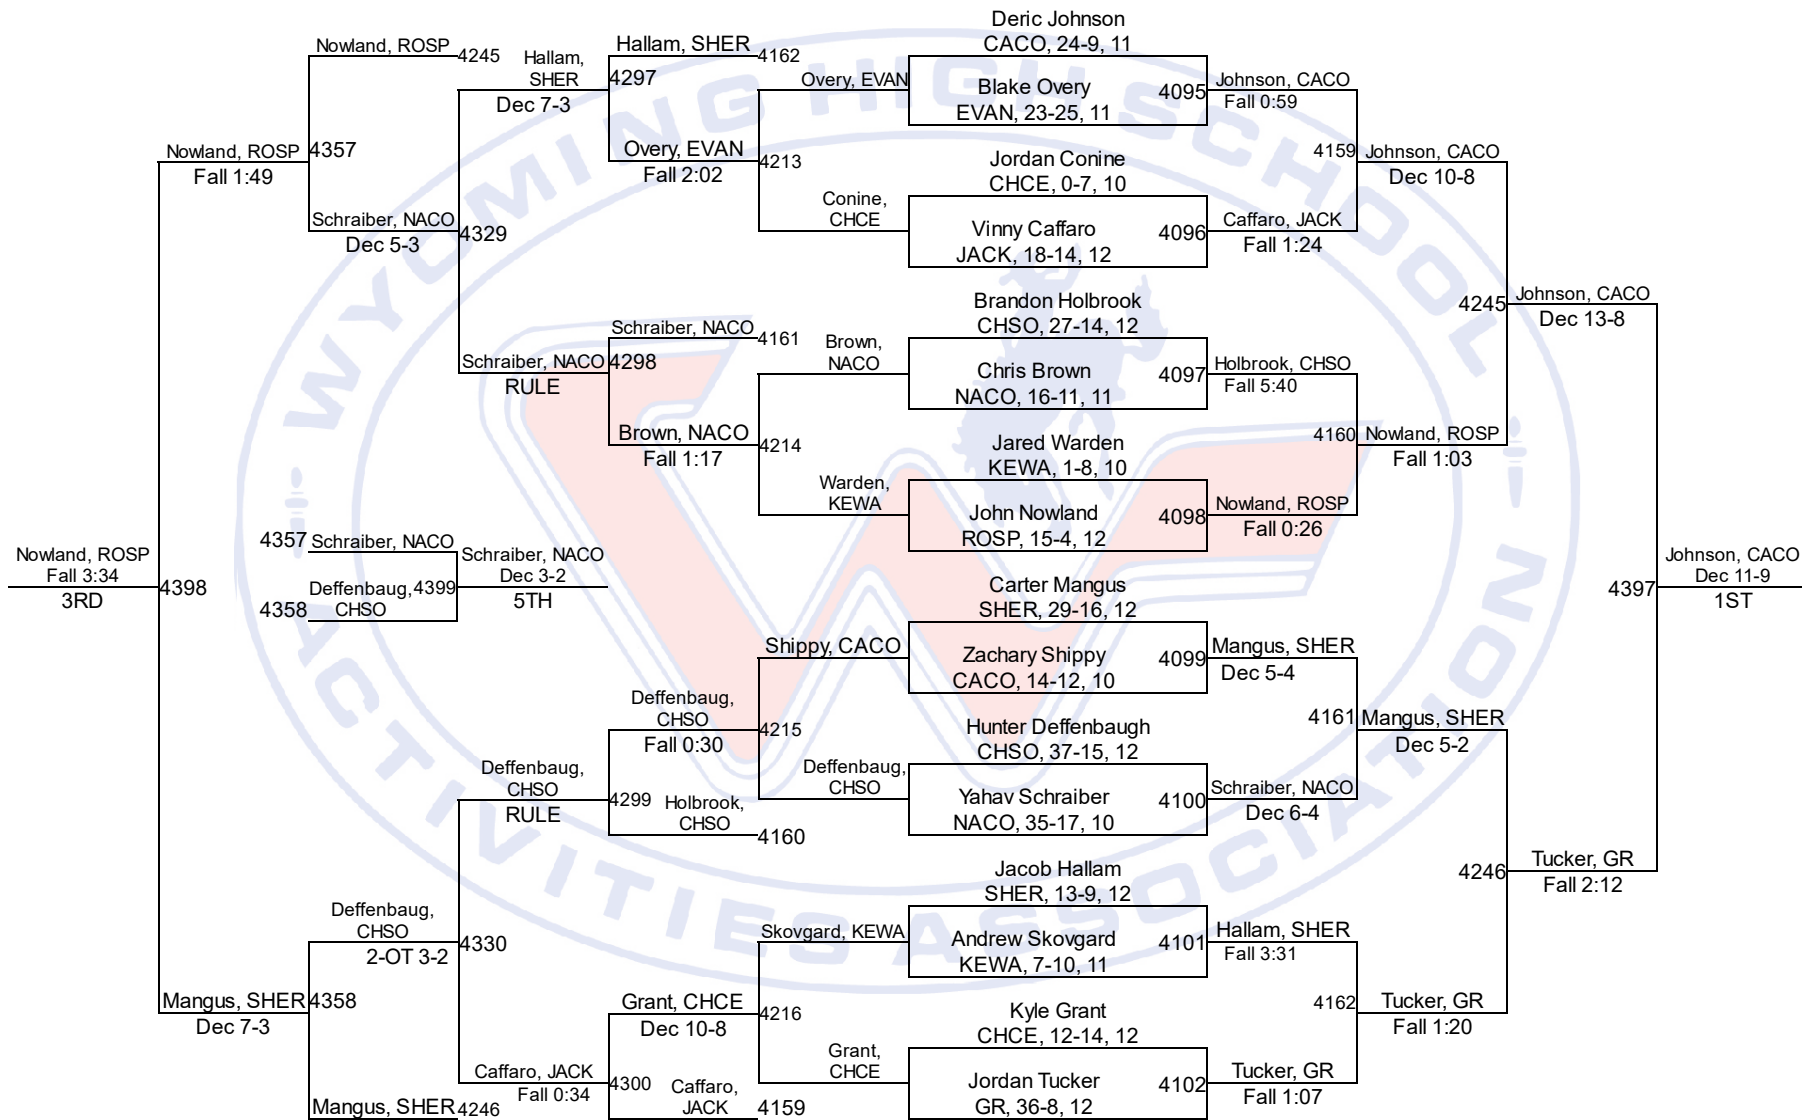 Deric Johnson
CACO, 24-9, 11
Blake Overy
EVAN, 23-25, 11
4095
Jordan Conine
CHCE, 0-7, 10
Vinny Caffaro
JACK, 18-14, 12
4096
Brandon Holbrook
CHSO, 27-14, 12
Chris Brown
NACO, 16-11, 11
4097
Jared Warden
KEWA, 1-8, 10
John Nowland
ROSP, 15-4, 12
4098
Carter Mangus
SHER, 29-16, 12
Zachary Shippy
CACO, 14-12, 10
4099
Hunter Deffenbaugh
CHSO, 37-15, 12
Yahav Schraiber
NACO, 35-17, 10
4100
Jacob Hallam
SHER, 13-9, 12
Andrew Skovgard
KEWA, 7-10, 11
4101
Kyle Grant
CHCE, 12-14, 12
Jordan Tucker
GR, 36-8, 12
4102
Johnson, CACO
Fall 0:59
4159
Caffaro, JACK
Fall 1:24
Holbrook, CHSO
Fall 5:40
4160
Nowland, ROSP
Fall 0:26
Mangus, SHER
Dec 5-4
4161
Schraiber, NACO
Dec 6-4
Hallam, SHER
Fall 3:31
4162
Tucker, GR
Fall 1:07
Johnson, CACO
Dec 10-8
4245
Nowland, ROSP
Fall 1:03
Mangus, SHER
Dec 5-2
4246
Tucker, GR
Fall 1:20
Johnson, CACO
Dec 13-8
4397
Tucker, GR
Fall 2:12
Johnson, CACO
Dec 11-9
1ST
Overy, EVAN
4213
Conine,
CHCE
Brown,
NACO
4214
Warden,
KEWA
Shippy, CACO
4215
Deffenbaug,
CHSO
Skovgard, KEWA
4216
Grant,
CHCE
Hallam, SHER
4162
4297
Overy, EVAN
Fall 2:02
Schraiber, NACO
4161
4298
Brown, NACO
Fall 1:17
Deffenbaug,
CHSO
Fall 0:30
4299
Holbrook,
CHSO
4160
Grant, CHCE
Dec 10-8
4300
Caffaro,
JACK
4159
Hallam,
SHER
Dec 7-3
4329
Schraiber, NACO
RULE
Deffenbaug,
CHSO
RULE
4330
Caffaro, JACK
Fall 0:34
Nowland, ROSP
4245
4357
Schraiber, NACO
Dec 5-3
Deffenbaug,
CHSO
2-OT 3-2
4358
Mangus, SHER
4246
Nowland, ROSP
Fall 1:49
4398
Mangus, SHER
Dec 7-3
Nowland, ROSP
Fall 3:34
3RD
4357
Schraiber, NACO
4399
4358
Deffenbaug,
CHSO
Schraiber, NACO
Dec 3-2
5TH
WYOMING HIGH SCHOOL
ACTIVITIES ASSOCIATION